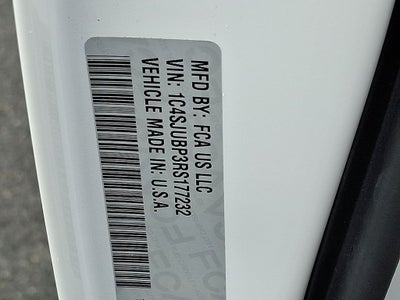 MFD BY: FCA US LLC
VIN: 1C4SJUBP3RS177232
VEHICLE MADE IN: U.S.A.